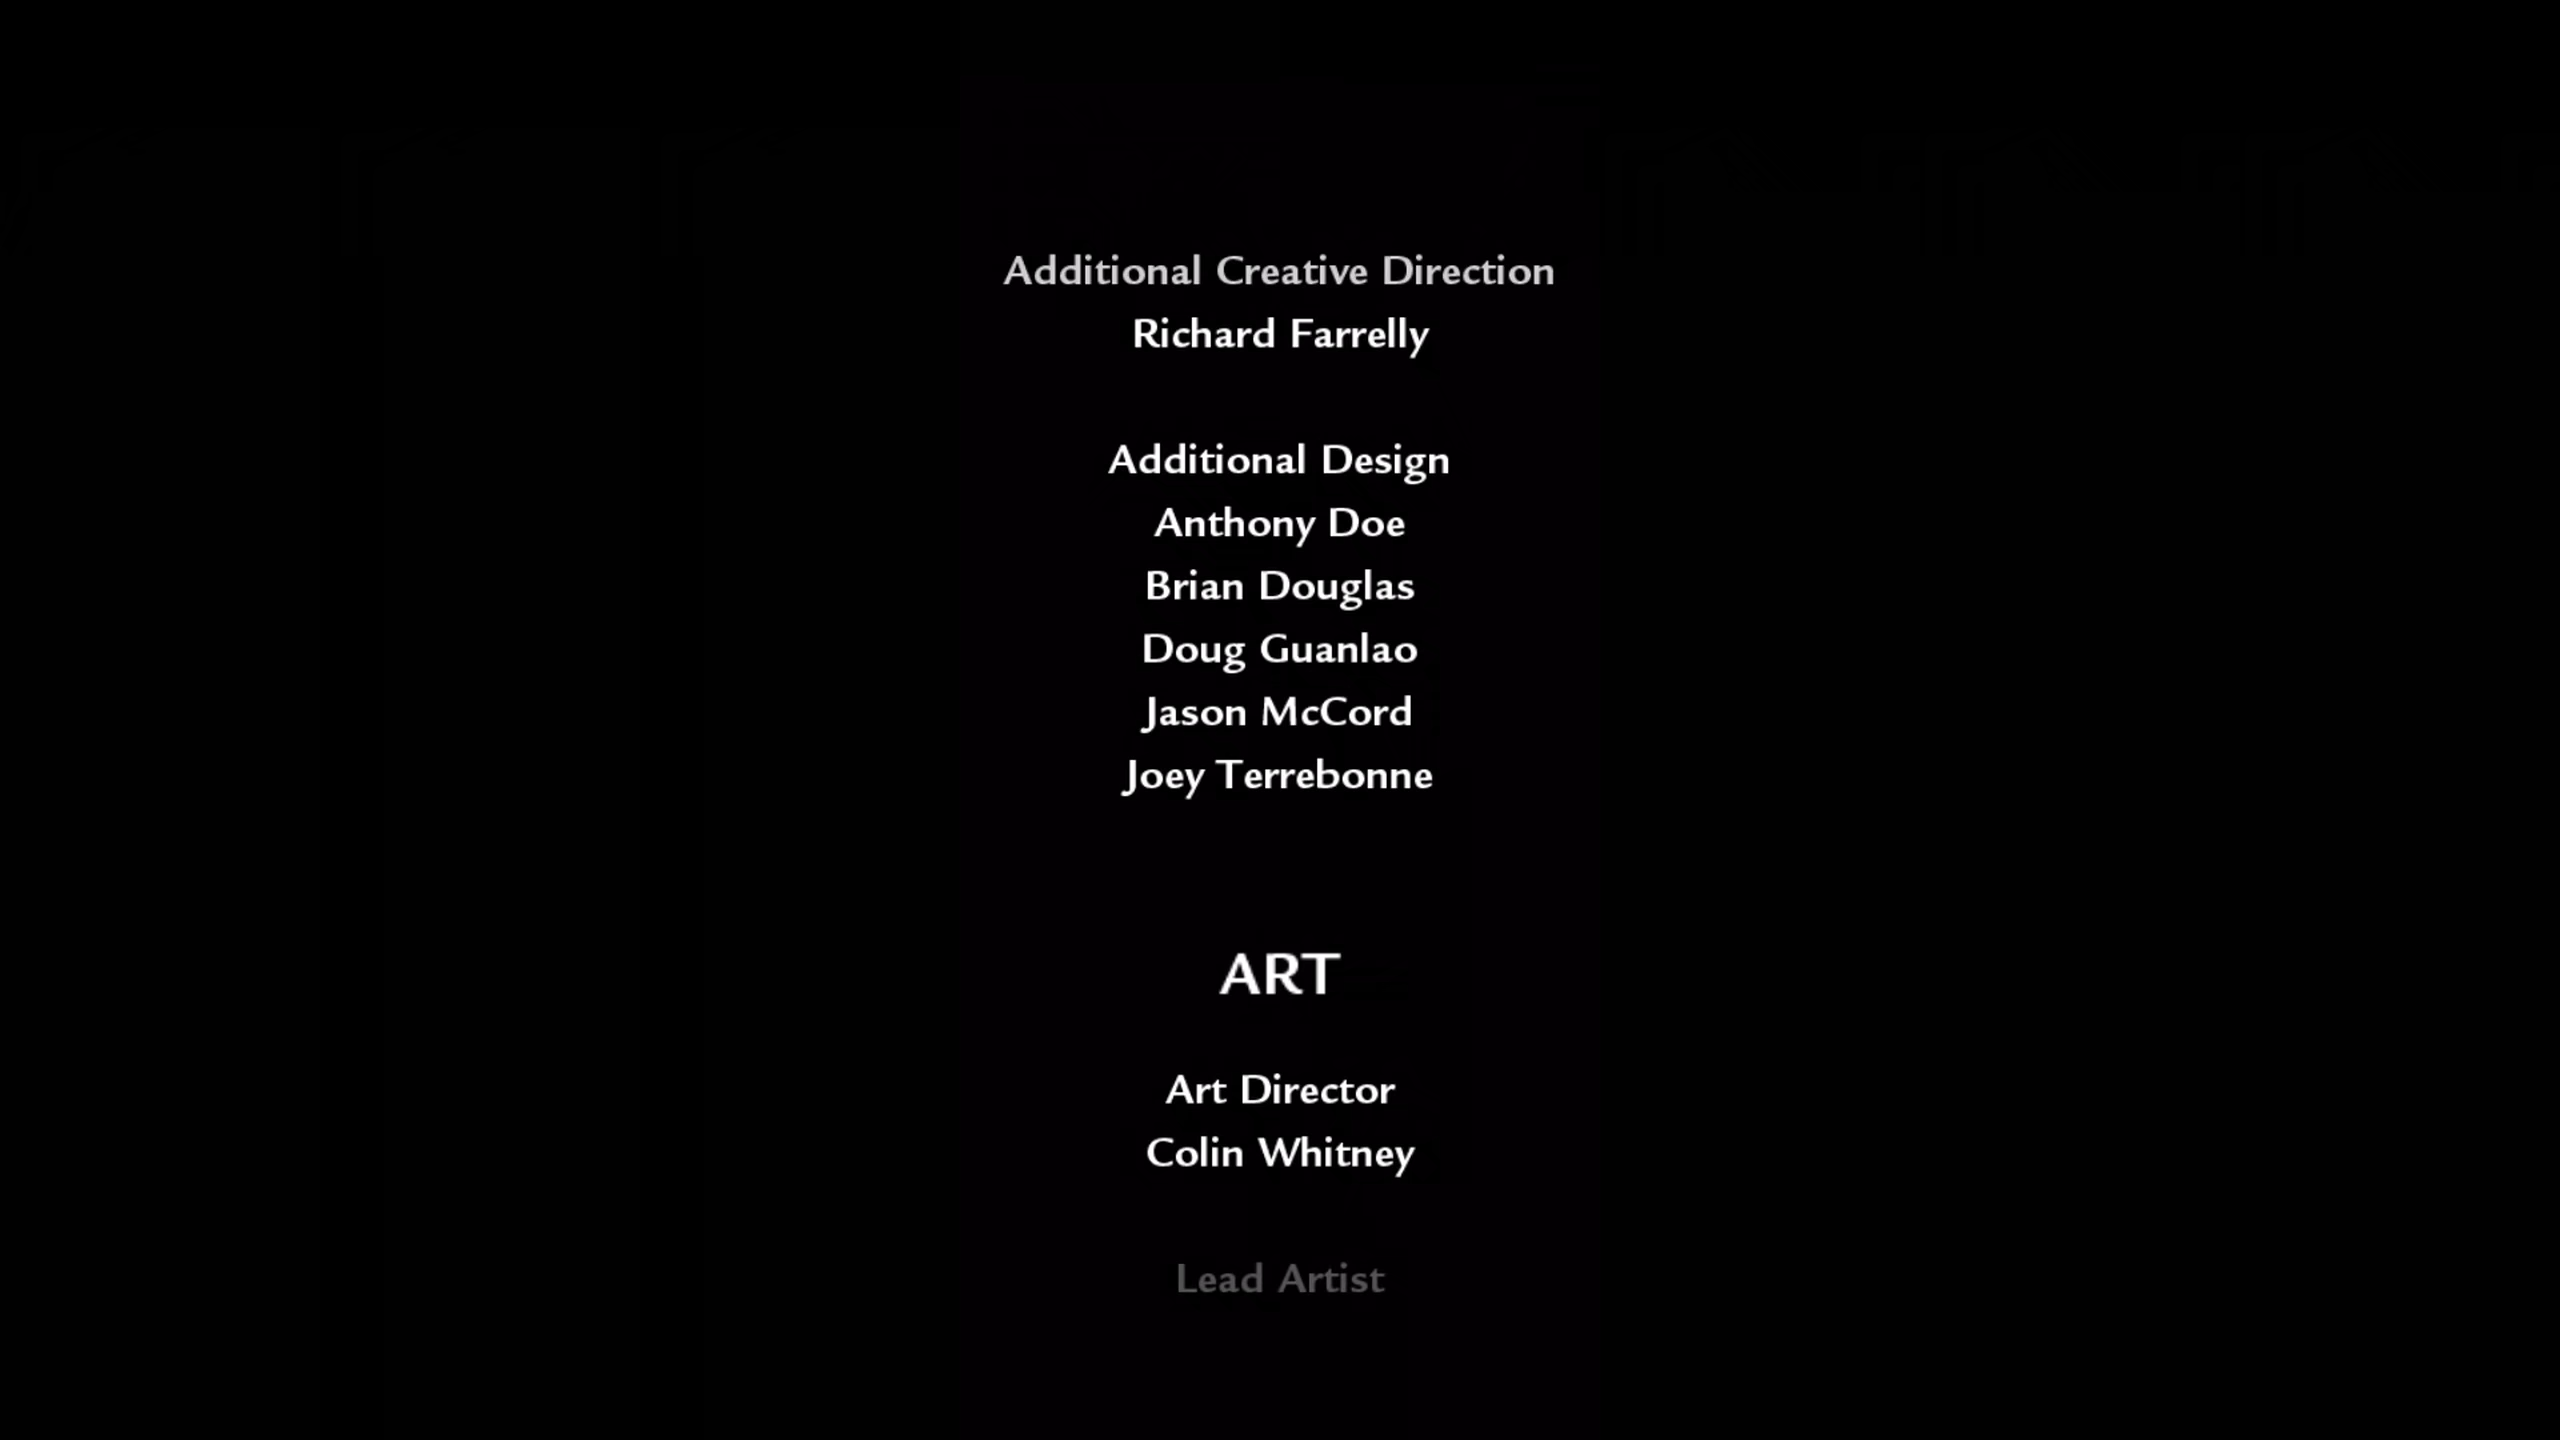 Additional Creative Direction
Richard Farrelly
Additional Design
Anthony Doe
Brian Douglas
Doug Guanlao
Jason McCord
Joey Terrebonne
ART
Art Director
Colin Whitney
Lead Artist